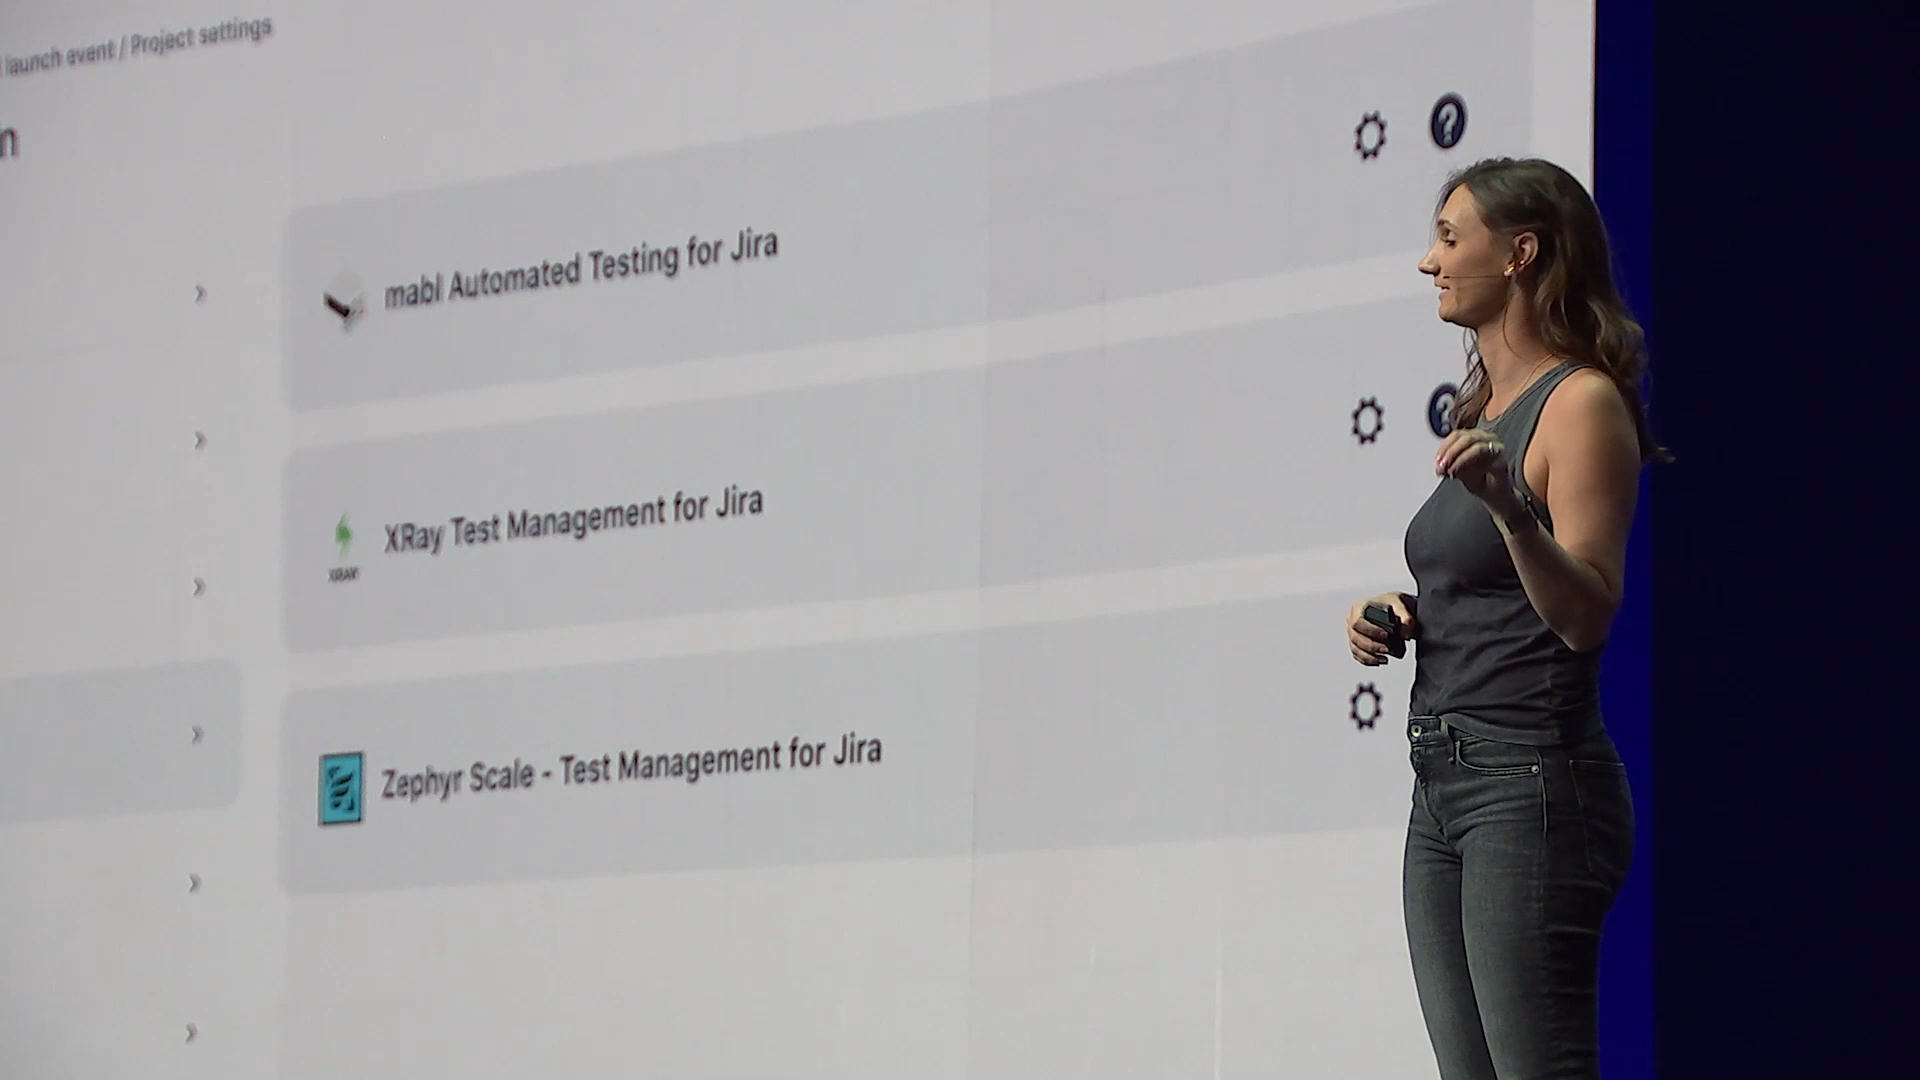 launch event / Project settings
n
mabl Automated Testing for Jira
XRay Test Management for Jira
XRAY
Zephyr Scale - Test Management for Jira